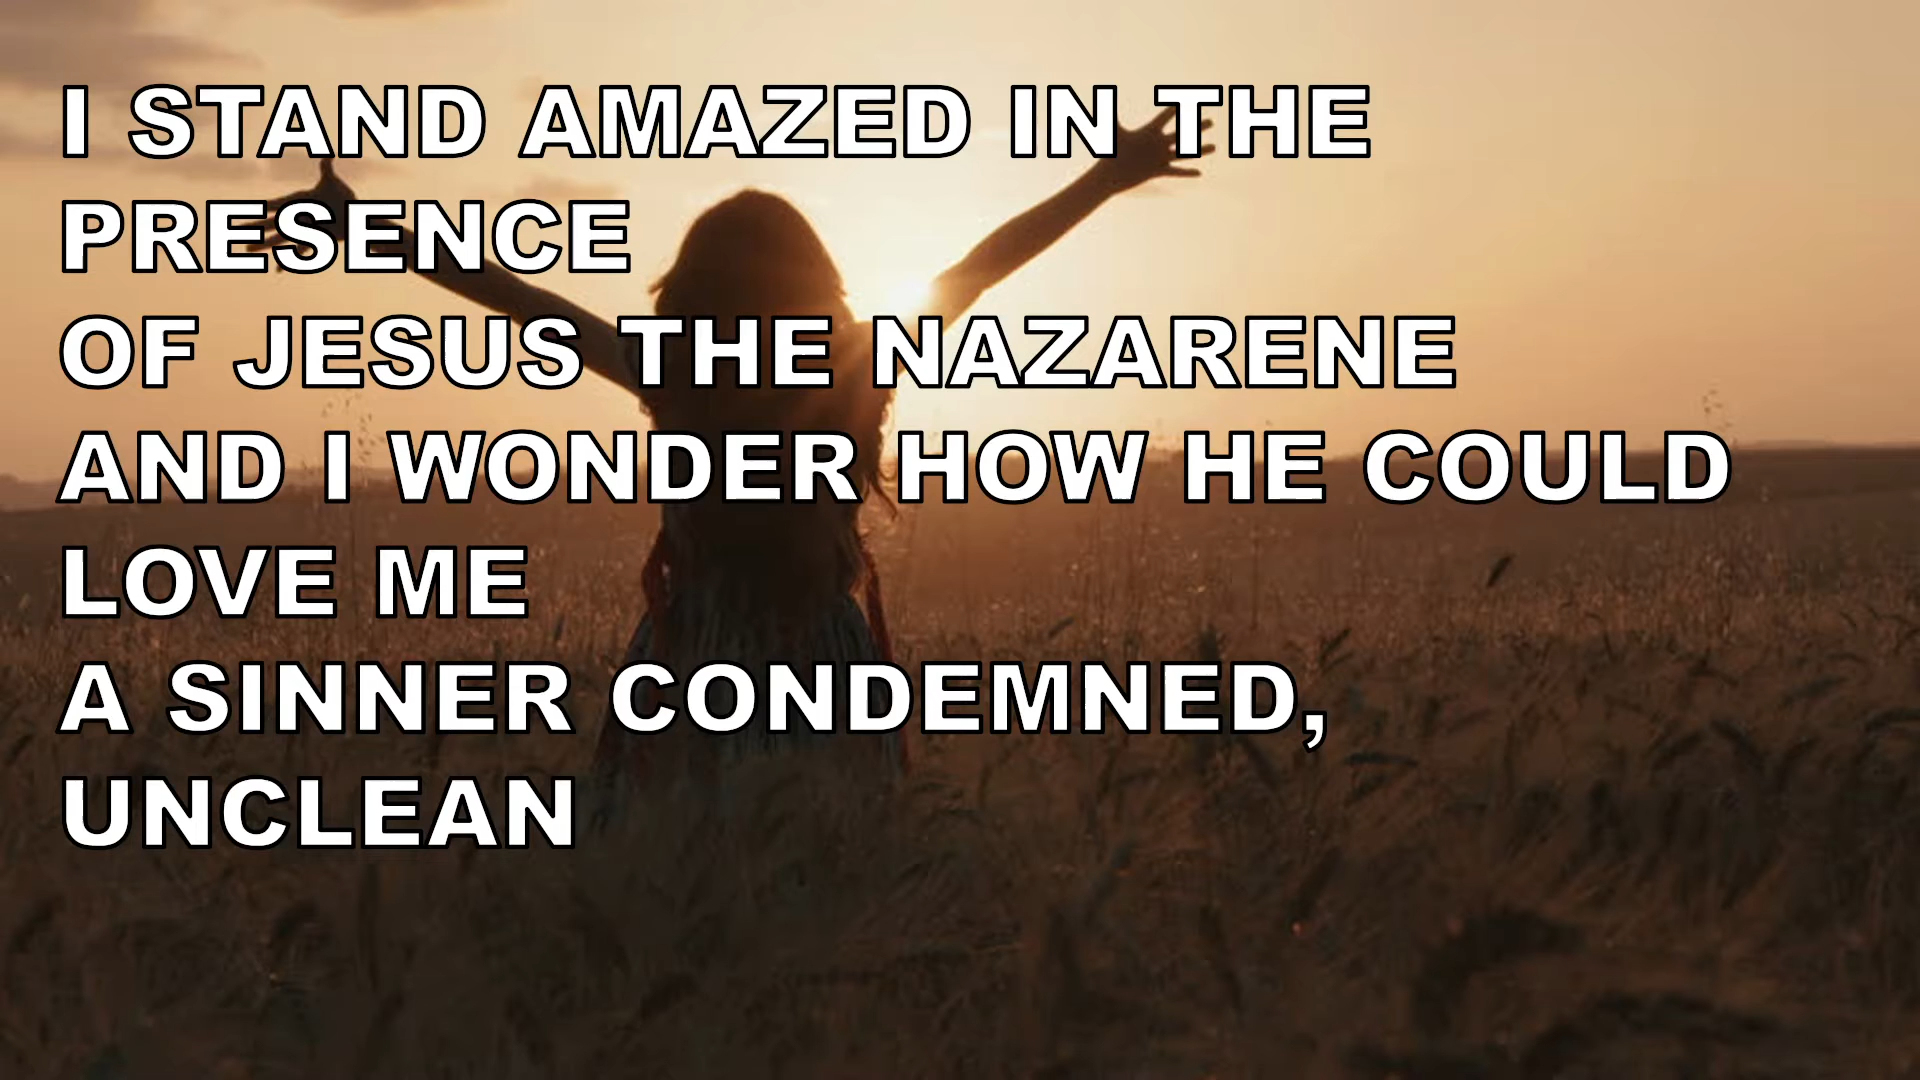 I STAND AMAZED IN THE
PRESENCE
OF JESUS THE NAZARENE
AND I WONDER HOW HE COULD
LOVE ME
A SINNER CONDEMNED,
UNCLEAN